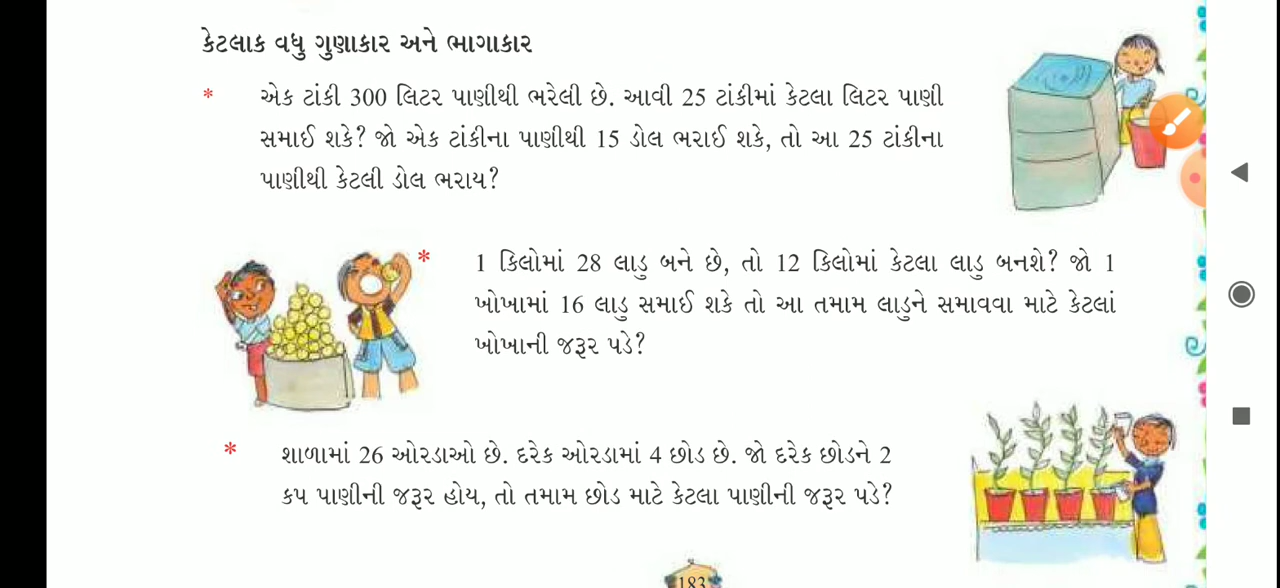 કેટલાક વધુ ગુણાકાર અને ભાગાકાર
* એક ટાંકી 300 લિટર પાણીથી ભરેલી છે. આવી 25 ટાંકીમાં કેટલા લિટર પાણી
સમાઈ શકે? જો એક ટાંકીના પાણીથી 15 ડોલ ભરાઈ શકે, તો આ 25 ટાંકીના
પાણીથી કેટલી ડોલ ભરાય?
* 1 કિલોમાં 28 લાડુ બને છે, તો 12 કિલોમાં કેટલા લાડુ બનશે? જો 1
ખોખામાં 16 લાડુ સમાઈ શકે તો આ તમામ લાડુને સમાવવા માટે કેટલાં
ખોખાની જરૂર પડે?
* શાળામાં 26 ઓરડાઓ છે. દરેક ઓરડામાં 4 છોડ છે. જો દરેક છોડને 2
કપ પાણીની જરૂર હોય, તો તમામ છોડ માટે કેટલા પાણીની જરૂર પડે?
183